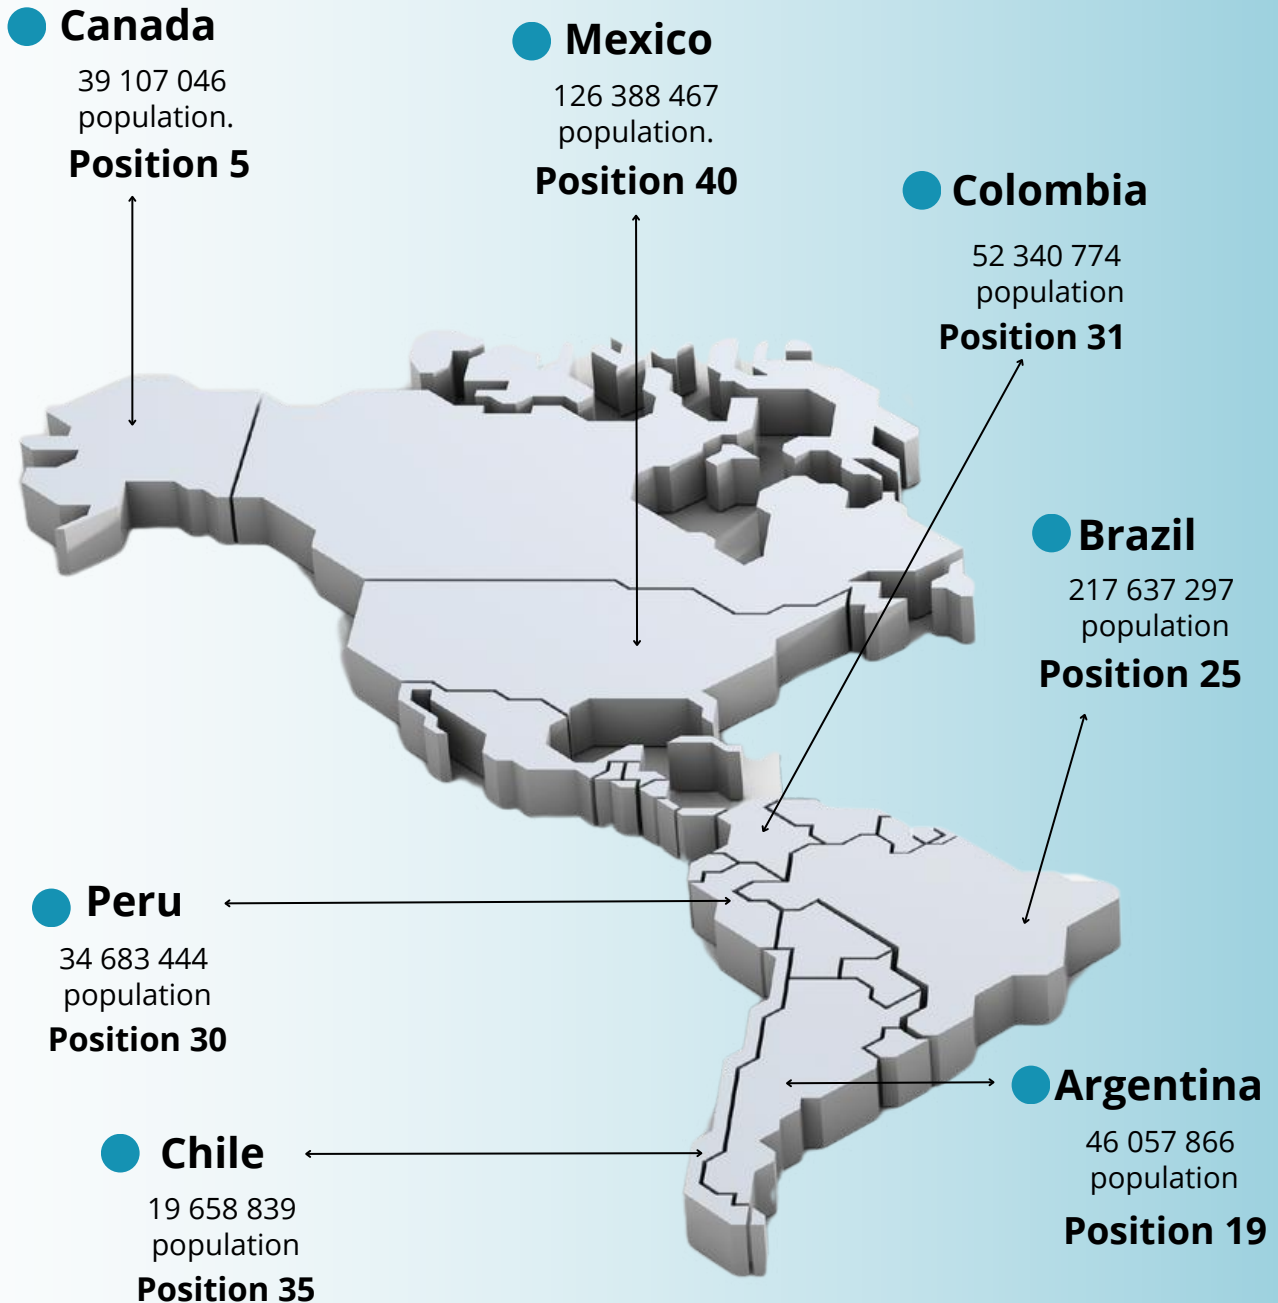 Canada
39 107 046
population.
Position 5
Mexico
126 388 467
population.
Position 40
Colombia
52 340 774
population
Position 31
Brazil
217 637 297
population
Position 25
Peru
34 683 444
population
Position 30
Argentina
46 057 866
population
Position 19
Chile
19 658 839
population
Position 35